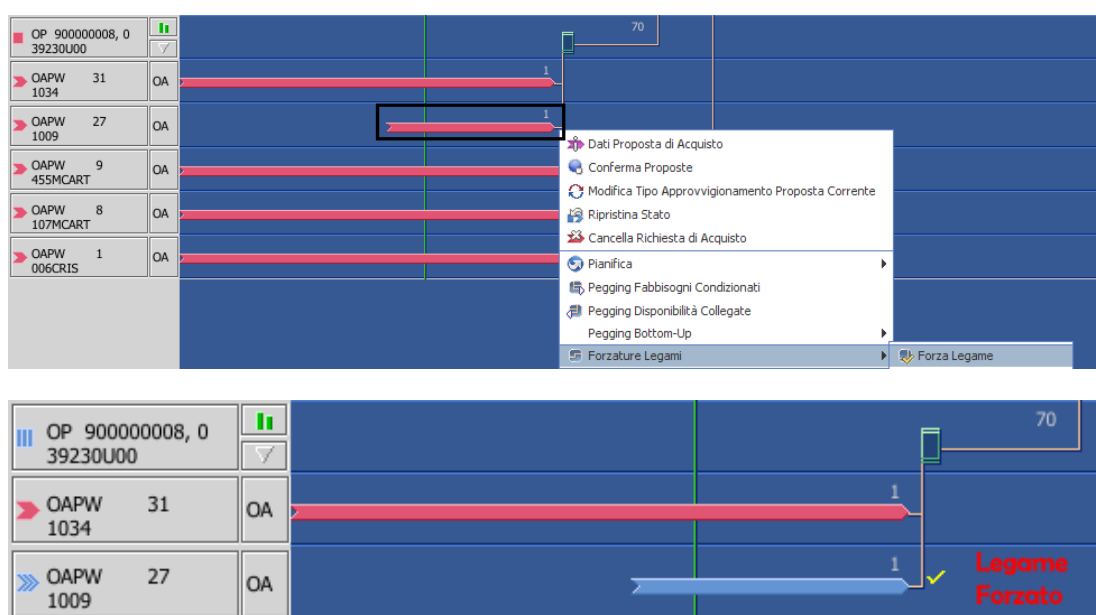 OP 900000008, 0
39230U00
70
OAPW 31
1034
OA
1
OAPW 27
1009
OA
1
OAPW 9
455MCART
OA
OAPW 8
107MCART
OA
OAPW 1
006CRIS
OA
Dati Proposta di Acquisto
Conferma Proposte
Modifica Tipo Approvvigionamento Proposta Corrente
Ripristina Stato
Cancella Richiesta di Acquisto
Pianifica
Pegging Fabbisogni Condizionati
Pegging Disponibilità Collegate
Pegging Bottom-Up
Forzature Legami
Forza Legame
OP 900000008, 0
39230U00
70
OAPW 31
1034
OA
1
OAPW 27
1009
OA
1
Legame
Forzato